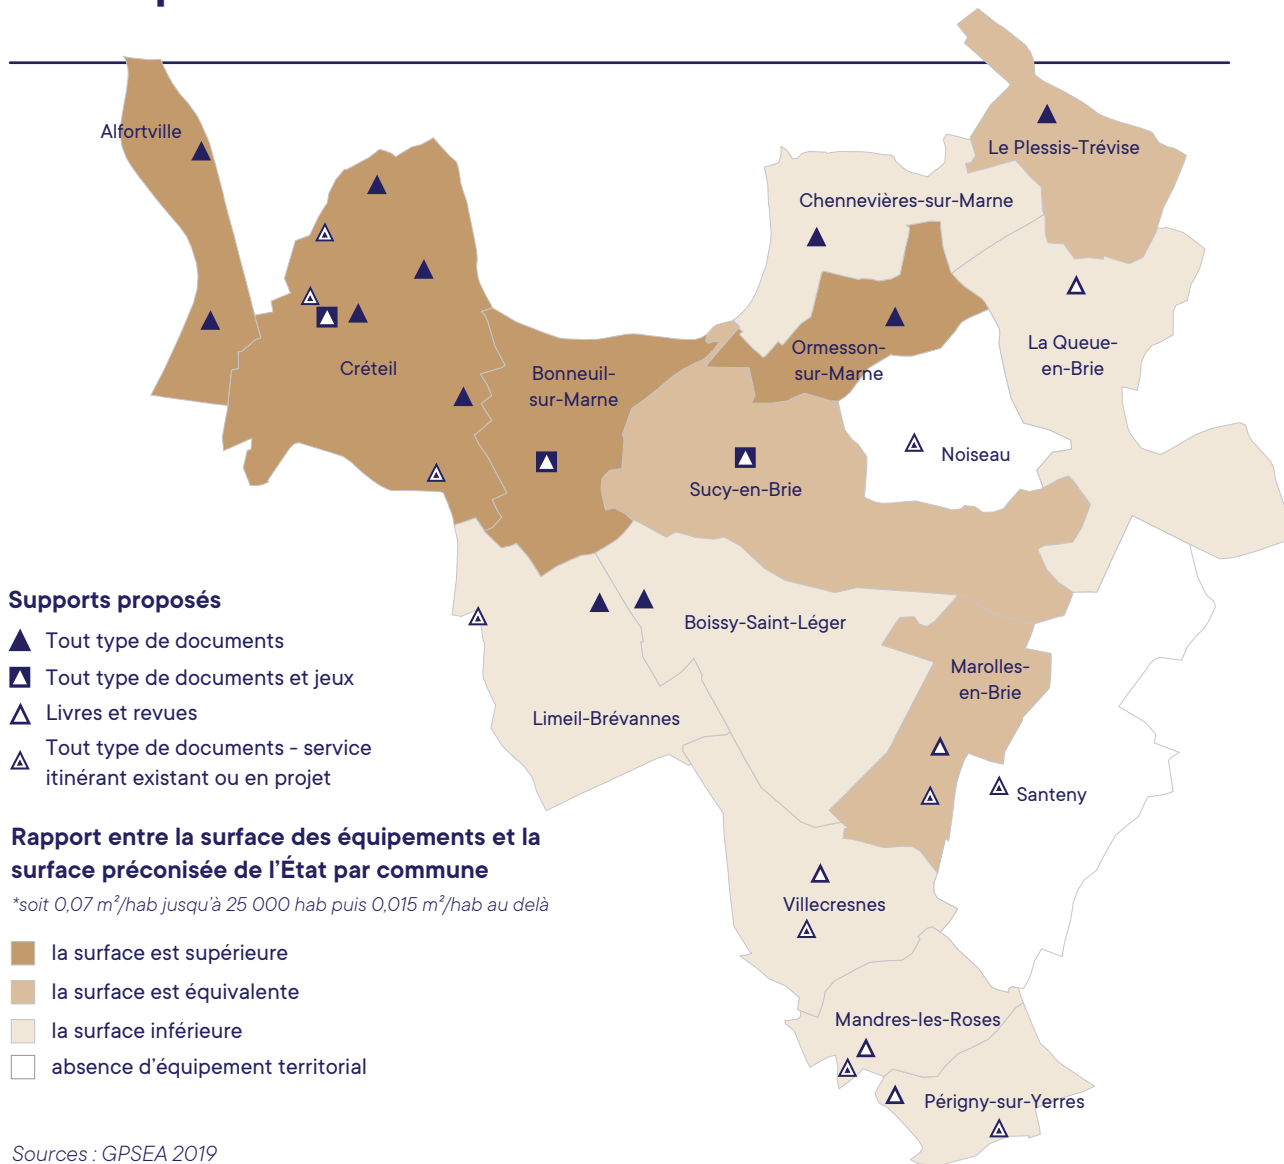 Alfortville
Le Plessis-Trévise
Chennevières-sur-Marne
Créteil
Bonneuil-
sur-Marne
Ormesson-
sur-Marne
La Queue-
en-Brie
Noiseau
Sucy-en-Brie
Boissy-Saint-Léger
Marolles-
en-Brie
Limeil-Brévannes
Santeny
Villecresnes
Mandres-les-Roses
Périgny-sur-Yerres
Supports proposés
Tout type de documents
Tout type de documents et jeux
Livres et revues
Tout type de documents - service
itinérant existant ou en projet
Rapport entre la surface des équipements et la
surface préconisée de l'État par commune
*soit 0,07 m²/hab jusqu'à 25 000 hab puis 0,015 m²/hab au delà
la surface est supérieure
la surface est équivalente
la surface inférieure
absence d'équipement territorial
Sources : GPSEA 2019